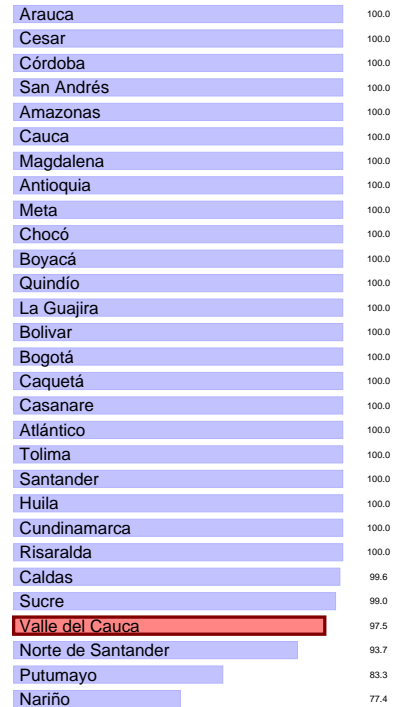 Arauca 100.0
Cesar 100.0
Córdoba 100.0
San Andrés 100.0
Amazonas 100.0
Cauca 100.0
Magdalena 100.0
Antioquia 100.0
Meta 100.0
Chocó 100.0
Boyacá 100.0
Quindío 100.0
La Guajira 100.0
Bolivar 100.0
Bogotá 100.0
Caquetá 100.0
Casanare 100.0
Atlántico 100.0
Tolima 100.0
Santander 100.0
Huila 100.0
Cundinamarca 100.0
Risaralda 100.0
Caldas 99.6
Sucre 99.0
Valle del Cauca 97.5
Norte de Santander 93.7
Putumayo 83.3
Nariño 77.4